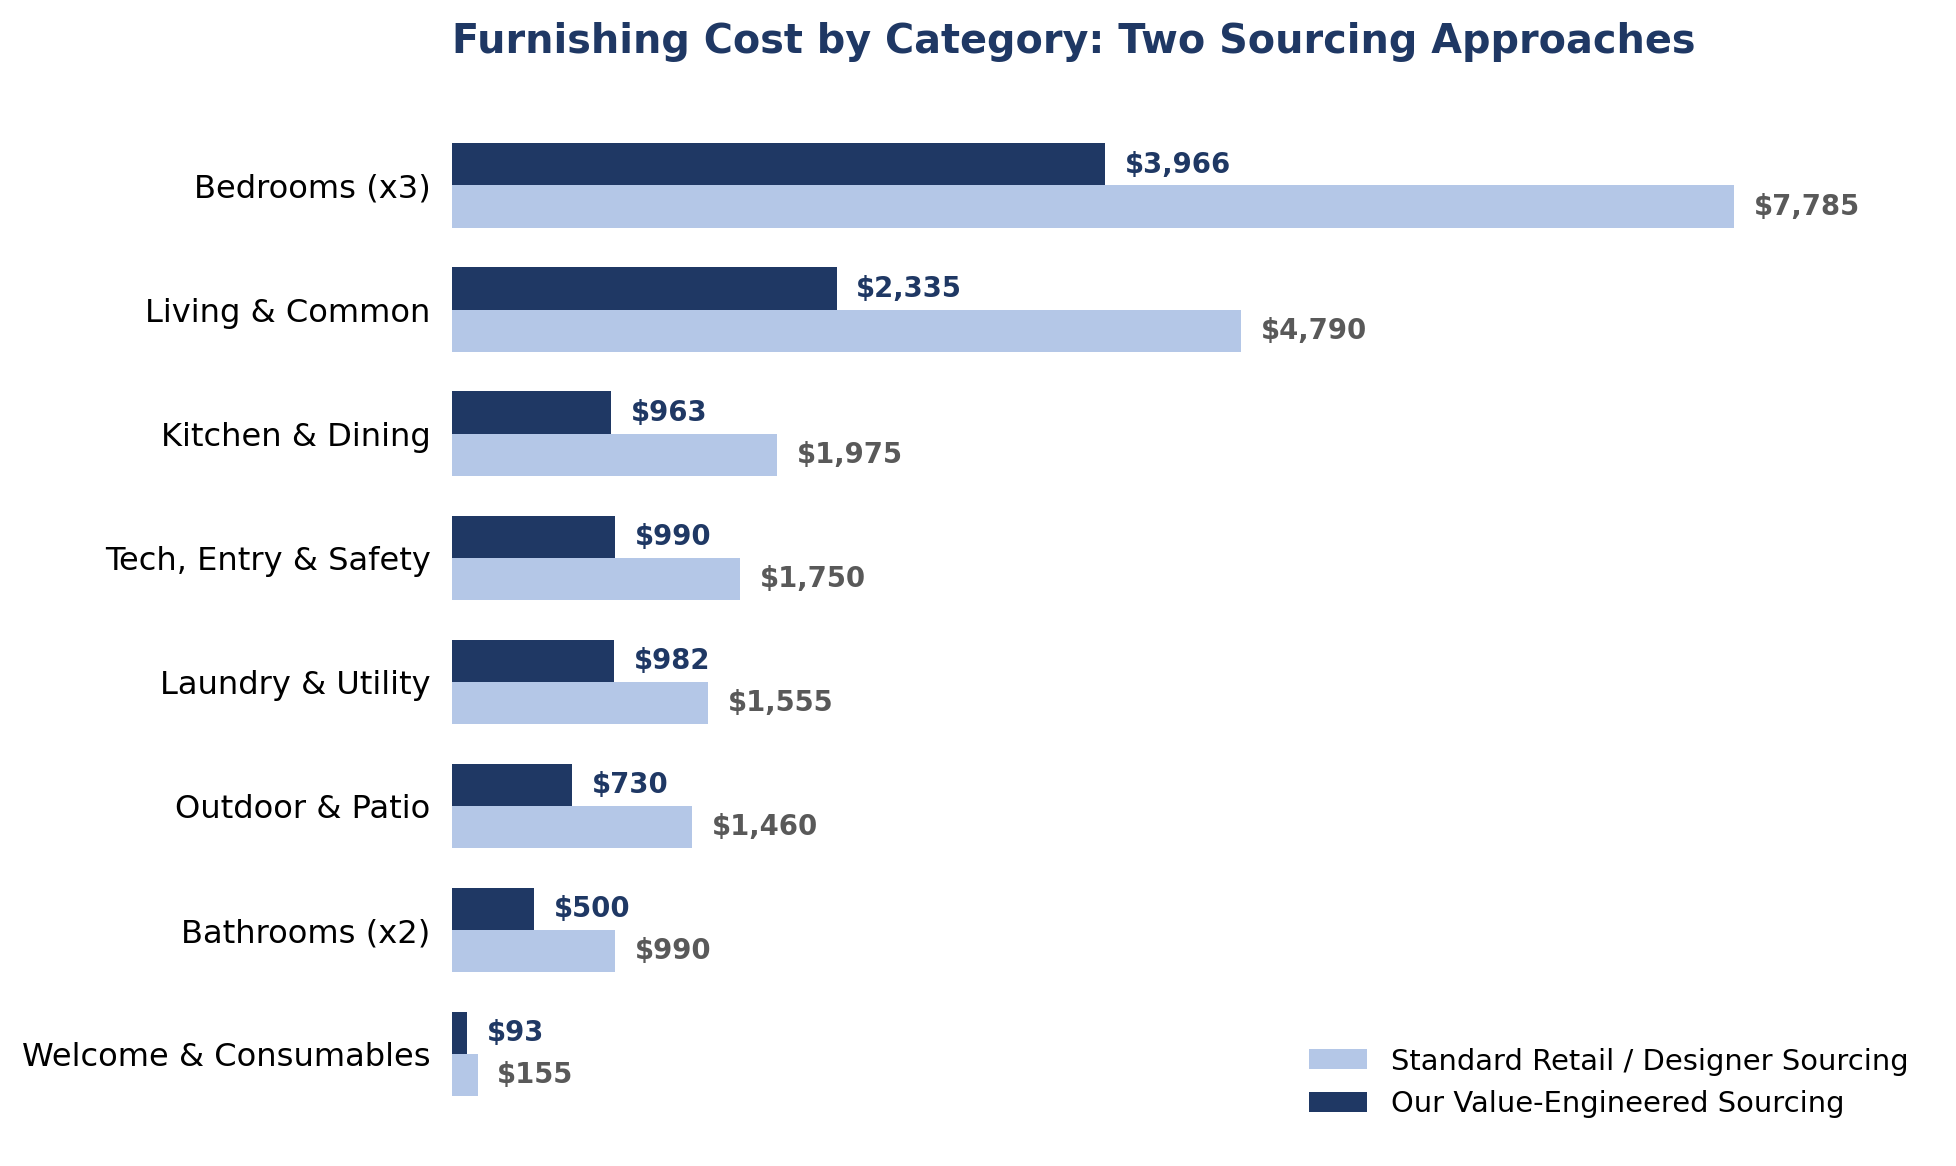 Furnishing Cost by Category: Two Sourcing Approaches
Bedrooms (x3)
$3,966
$7,785
Living & Common
$2,335
$4,790
Kitchen & Dining
$963
$1,975
Tech, Entry & Safety
$990
$1,750
Laundry & Utility
$982
$1,555
Outdoor & Patio
$730
$1,460
Bathrooms (x2)
$500
$990
Welcome & Consumables
$93
$155
Standard Retail / Designer Sourcing
Our Value-Engineered Sourcing